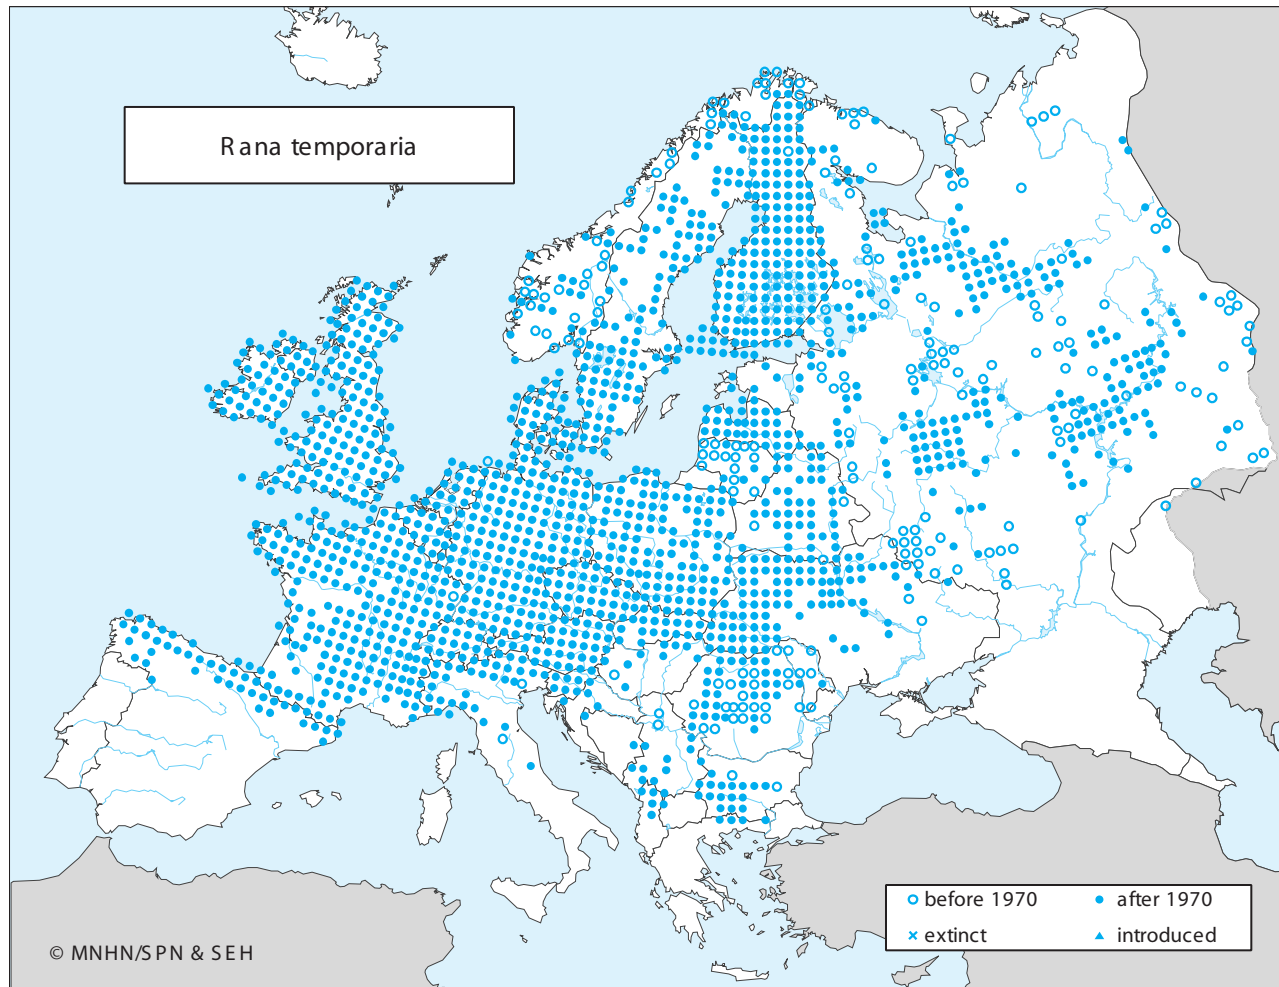 Rana temporaria
before 1970
after 1970
extinct
introduced
© MNHN/SPN & SEH